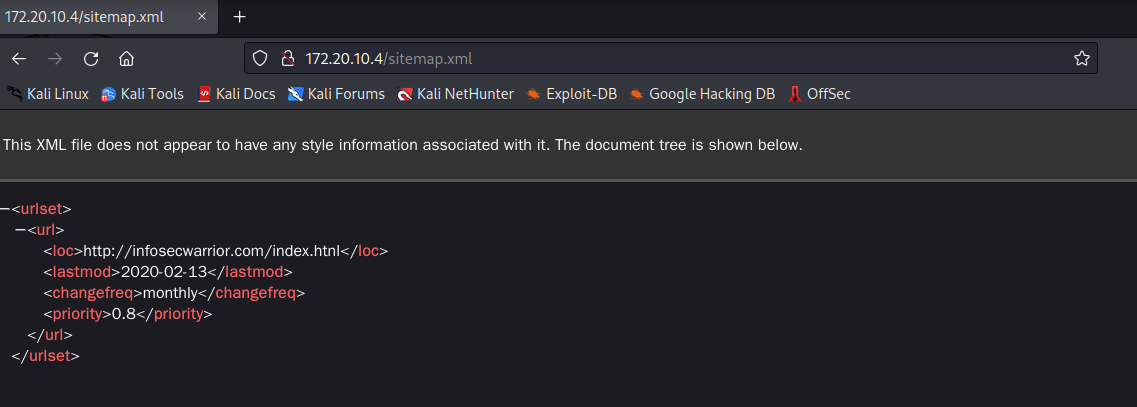 172.20.10.4/sitemap.xml
172.20.10.4/sitemap.xml
Kali Linux Kali Tools Kali Docs Kali Forums Kali NetHunter Exploit-DB Google Hacking DB OffSec
This XML file does not appear to have any style information associated with it. The document tree is shown below.
−<urlset>
−<url>
<loc>http://infosecwarrior.com/index.htnl</loc>
<lastmod>2020-02-13</lastmod>
<changefreq>monthly</changefreq>
<priority>0.8</priority>
</url>
</urlset>